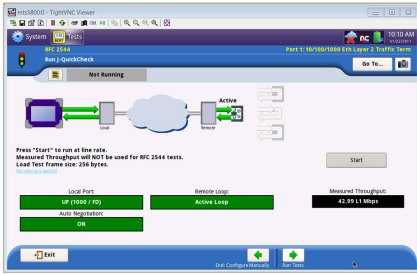 mts5800:0 - TightVNC Viewer
System Tests
10:10 AM
RFC 2544
Port 1: 10/100/1000 Eth Layer 2 Traffic Term
Run J-QuickCheck
Go To...
Not Running
Active
Local
Remote
Press "Start" to run at line rate.
Measured Throughput will NOT be used for RFC 2544 tests.
Load Test frame size: 256 bytes.
Start
Local Port:
Remote Loop:
Measured Throughput:
UP (1000 / FD)
Active Loop
42.99 L1 Mbps
Auto Negotiation:
ON
Exit
Exit: Configure Manually
Run Tests